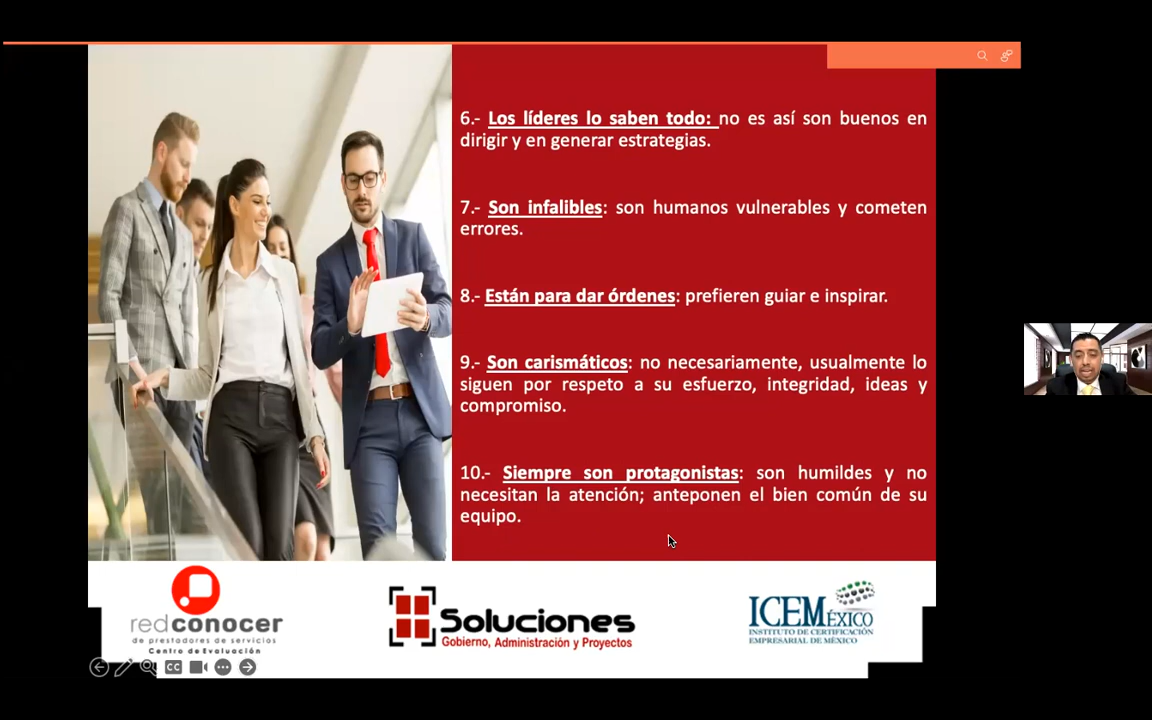 6.- Los líderes lo saben todo: no es así son buenos en
dirigir y en generar estrategias.
7.- Son infalibles: son humanos vulnerables y cometen
errores.
8.- Están para dar órdenes: prefieren guiar e inspirar.
9.- Son carismáticos: no necesariamente, usualmente lo
siguen por respeto a su esfuerzo, integridad, ideas y
compromiso.
10.- Siempre son protagonistas: son humildes y no
necesitan la atención; anteponen el bien común de su
equipo.
redconocer
de prestadores de servicios
Centro de Evaluación
Soluciones
Gobierno, Administración y Proyectos
ICEMÉXICO
INSTITUTO DE CERTIFICACIÓN
EMPRESARIAL DE MÉXICO
CC